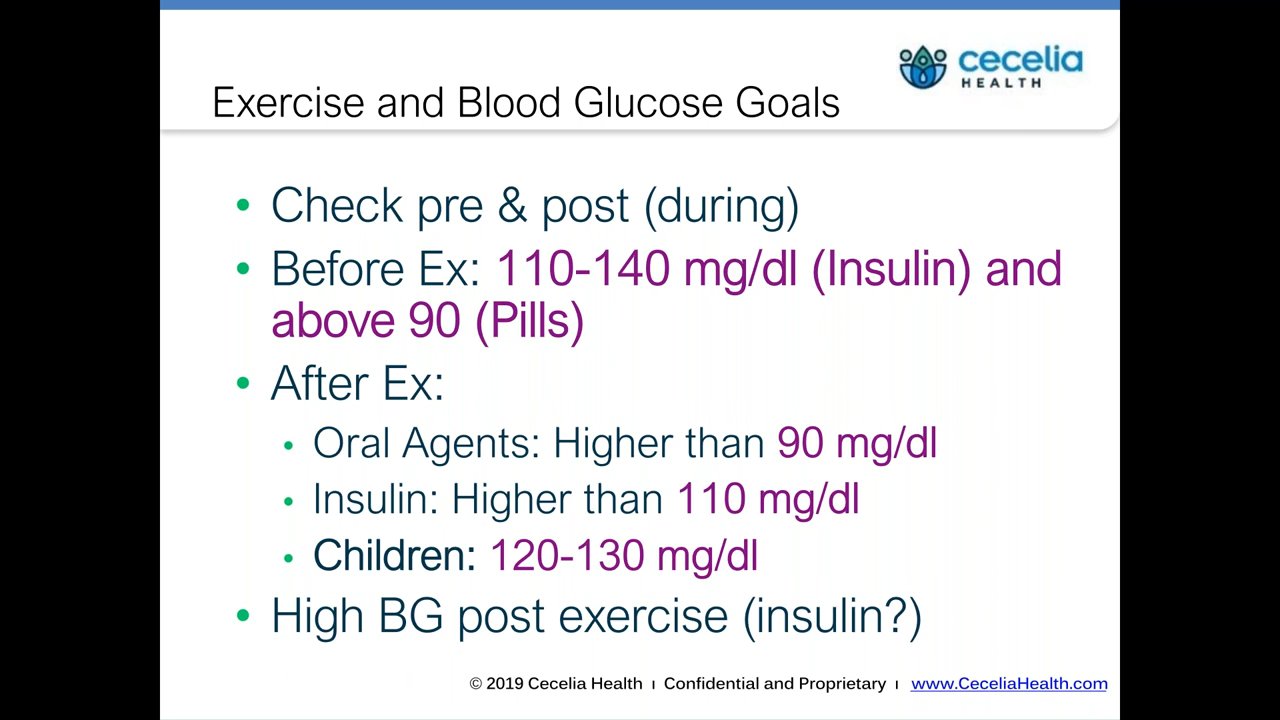 cecelia
HEALTH
Exercise and Blood Glucose Goals
• Check pre & post (during)
• Before Ex: 110-140 mg/dl (Insulin) and
above 90 (Pills)
• After Ex:
• Oral Agents: Higher than 90 mg/dl
• Insulin: Higher than 110 mg/dl
• Children: 120-130 mg/dl
• High BG post exercise (insulin?)
© 2019 Cecelia Health ı Confidential and Proprietary ı www.CeceliaHealth.com